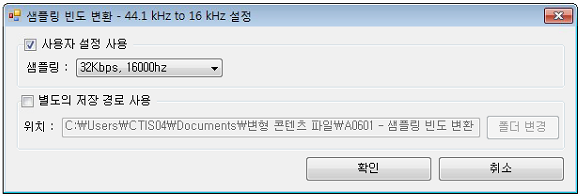 샘플링 빈도 변환 - 44.1 kHz to 16 kHz 설정
사용자 설정 사용
샘플링 : 32Kbps, 16000hz
별도의 저장 경로 사용
위치 : C:₩Users₩CTIS04₩Documents₩변형 콘텐츠 파일₩A0601 - 샘플링 빈도 변환 폴더 변경
확인 취소